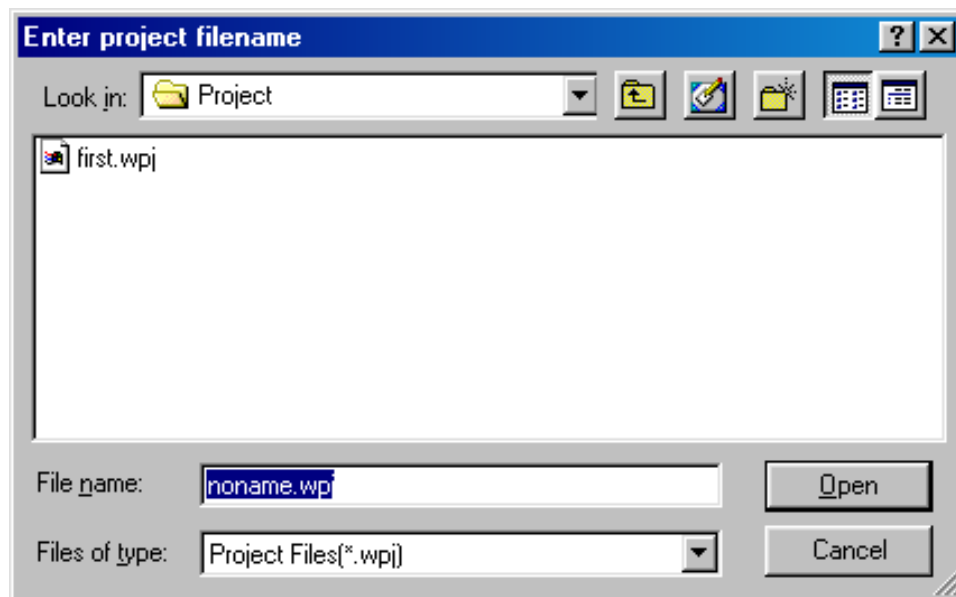 Enter project filename
Look in: Project
first.wpj
File name: noname.wpj Open
Files of type: Project Files(*.wpj) Cancel